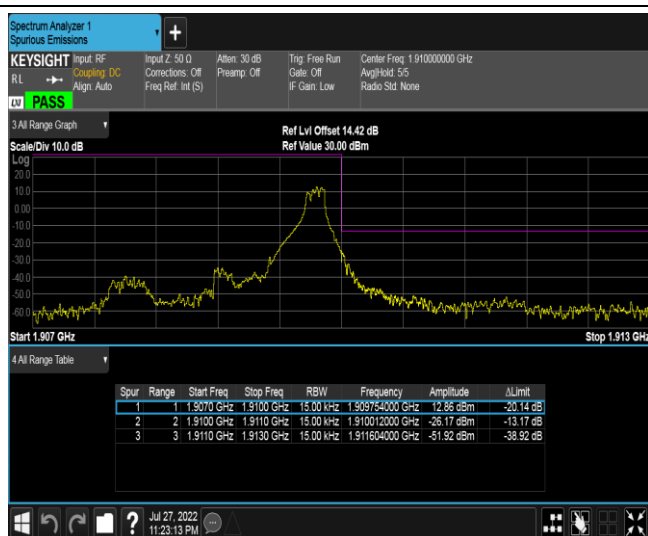 Spectrum Analyzer 1
Spurious Emissions
+
KEYSIGHT Input: RF Input Z: 50 Ω Atten: 30 dB Trig: Free Run Center Freq: 1.910000000 GHz
RL Coupling: DC Corrections: Off Preamp: Off Gate: Off Avg|Hold: 5/5
Align: Auto Freq Ref: Int (S) IF Gain: Low Radio Std: None
LXI PASS
3 All Range Graph
Ref Lvl Offset 14.42 dB
Scale/Div 10.0 dB Ref Value 30.00 dBm
Log
20.0
10.0
0.00
-10.0
-20.0
-30.0
-40.0
-50.0
-60.0
Start 1.907 GHz Stop 1.913 GHz
4 All Range Table
Spur Range Start Freq Stop Freq RBW Frequency Amplitude ΔLimit
1 1 1.9070 GHz 1.9100 GHz 15.00 kHz 1.909754000 GHz 12.86 dBm -20.14 dB
2 2 1.9100 GHz 1.9110 GHz 15.00 kHz 1.910012000 GHz -26.17 dBm -13.17 dB
3 3 1.9110 GHz 1.9130 GHz 15.00 kHz 1.911604000 GHz -51.92 dBm -38.92 dB
? Jul 27, 2022
11:23:13 PM